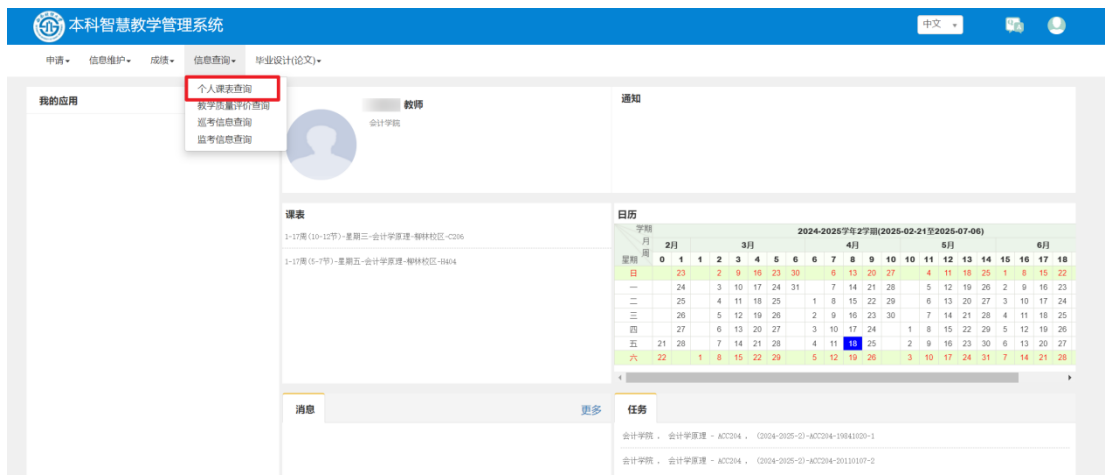 本科智慧教学管理系统
中文
申请 信息维护 成绩 信息查询 毕业设计(论文)
个人课表查询
教学质量评价查询
巡考信息查询
监考信息查询
我的应用
教师
会计学院
通知
课表
1-17周(10-12节)-星期三-会计学原理-柳林校区-C206
1-17周(5-7节)-星期五-会计学原理-柳林校区-H404
日历
学期 2024-2025学年2学期(2025-02-21至2025-07-06)
月 2月 3月 4月 5月 6月
周
星期 0 1 1 2 3 4 5 6 6 7 8 9 10 10 11 12 13 14 15 16 17 18
日 23 2 9 16 23 30 6 13 20 27 4 11 18 25 1 8 15 22
一 24 3 10 17 24 31 7 14 21 28 5 12 19 26 2 9 16 23
二 25 4 11 18 25 1 8 15 22 29 6 13 20 27 3 10 17 24
三 26 5 12 19 26 2 9 16 23 30 7 14 21 28 4 11 18 25
四 27 6 13 20 27 3 10 17 24 1 8 15 22 29 5 12 19 26
五 21 28 7 14 21 28 4 11 18 25 2 9 16 23 30 6 13 20 27
六 22 1 8 15 22 29 5 12 19 26 3 10 17 24 31 7 14 21 28
消息 更多
任务
会计学院 , 会计学原理 - ACC204 , (2024-2025-2)-ACC204-19841020-1
会计学院 , 会计学原理 - ACC204 , (2024-2025-2)-ACC204-20110107-2